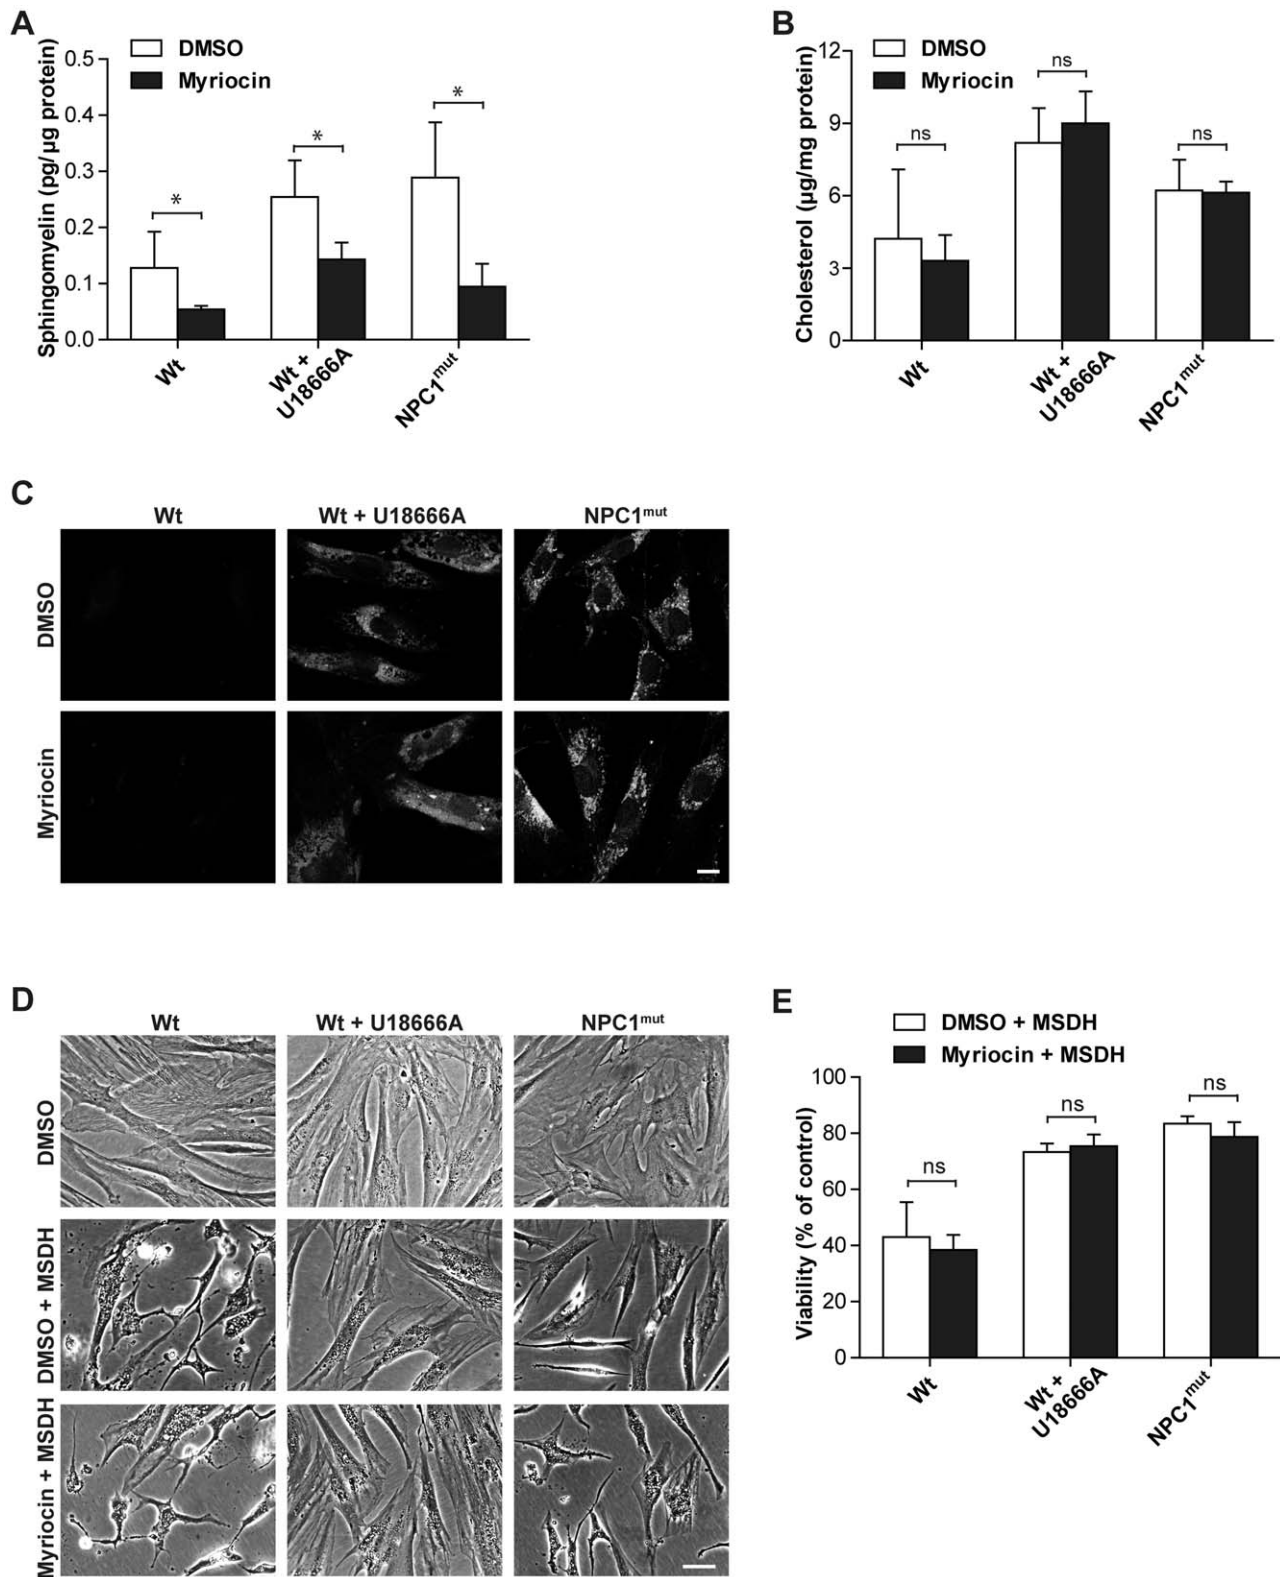 A
DMSO
Myriocin
Sphingomyelin (pg/µg protein)
0.5
0.4
0.3
0.2
0.1
0.0
*
*
*
Wt
Wt +
U18666A
NPC1mut
B
DMSO
Myriocin
Cholesterol (µg/mg protein)
12
9
6
3
0
ns
ns
ns
Wt
Wt +
U18666A
NPC1mut
C
Wt
Wt + U18666A
NPC1mut
DMSO
Myriocin
D
Wt
Wt + U18666A
NPC1mut
DMSO
DMSO + MSDH
Myriocin + MSDH
E
DMSO + MSDH
Myriocin + MSDH
Viability (% of control)
100
80
60
40
20
0
ns
ns
ns
Wt
Wt +
U18666A
NPC1mut